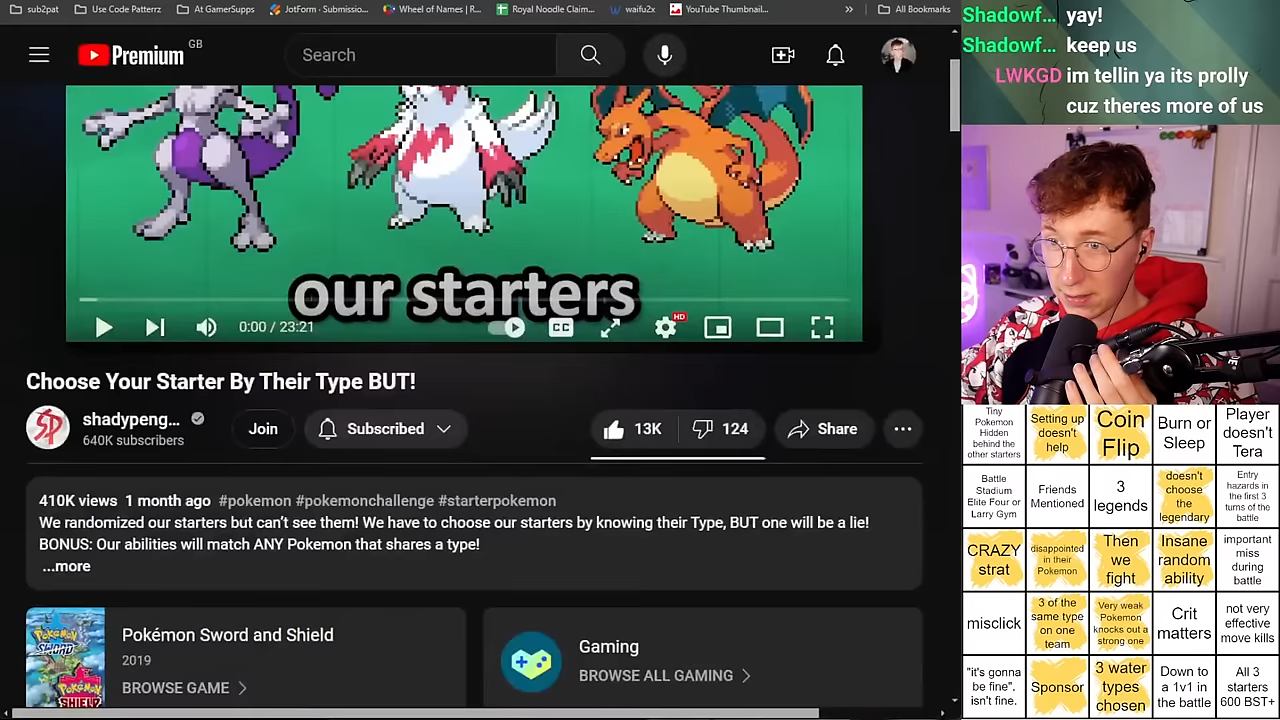 sub2pat
Use Code Patterrz
At GamerSupps
JotForm · Submissio...
Wheel of Names | R...
Royal Noodle Claim...
waifu2x
YouTube Thumbnail...
»
All Bookmarks
Premium GB
Search
our starters
0:00 / 23:21
CC
HD
Choose Your Starter By Their Type BUT!
SP
shadypeng...
640K subscribers
Join
Subscribed
13K
124
Share
410K views 1 month ago #pokemon #pokemonchallenge #starterpokemon
We randomized our starters but can't see them! We have to choose our starters by knowing their Type, BUT one will be a lie!
BONUS: Our abilities will match ANY Pokemon that shares a type!
...more
Pokémon Sword and Shield
2019
BROWSE GAME
Gaming
BROWSE ALL GAMING
Shadowf... yay!
Shadowf... keep us
LWKGD im tellin ya its prolly
cuz theres more of us
Tiny
Pokemon
Hidden
behind the
other starters
Setting up
doesn't
help
Coin
Flip
Burn or
Sleep
Player
doesn't
Tera
Battle
Stadium
Elite Four or
Larry Gym
Friends
Mentioned
3
legends
doesn't
choose
the
legendary
Entry
hazards in
the first 3
turns of the
battle
CRAZY
strat
disappointed
in their
Pokemon
Then
we
fight
Insane
random
ability
important
miss
during
battle
misclick
3 of the
same type
on one
team
Very weak
Pokemon
knocks out a
strong one
Crit
matters
not very
effective
move kills
"it's gonna
be fine".
isn't fine.
Sponsor
3 water
types
chosen
Down to
a 1v1 in
the battle
All 3
starters
600 BST+